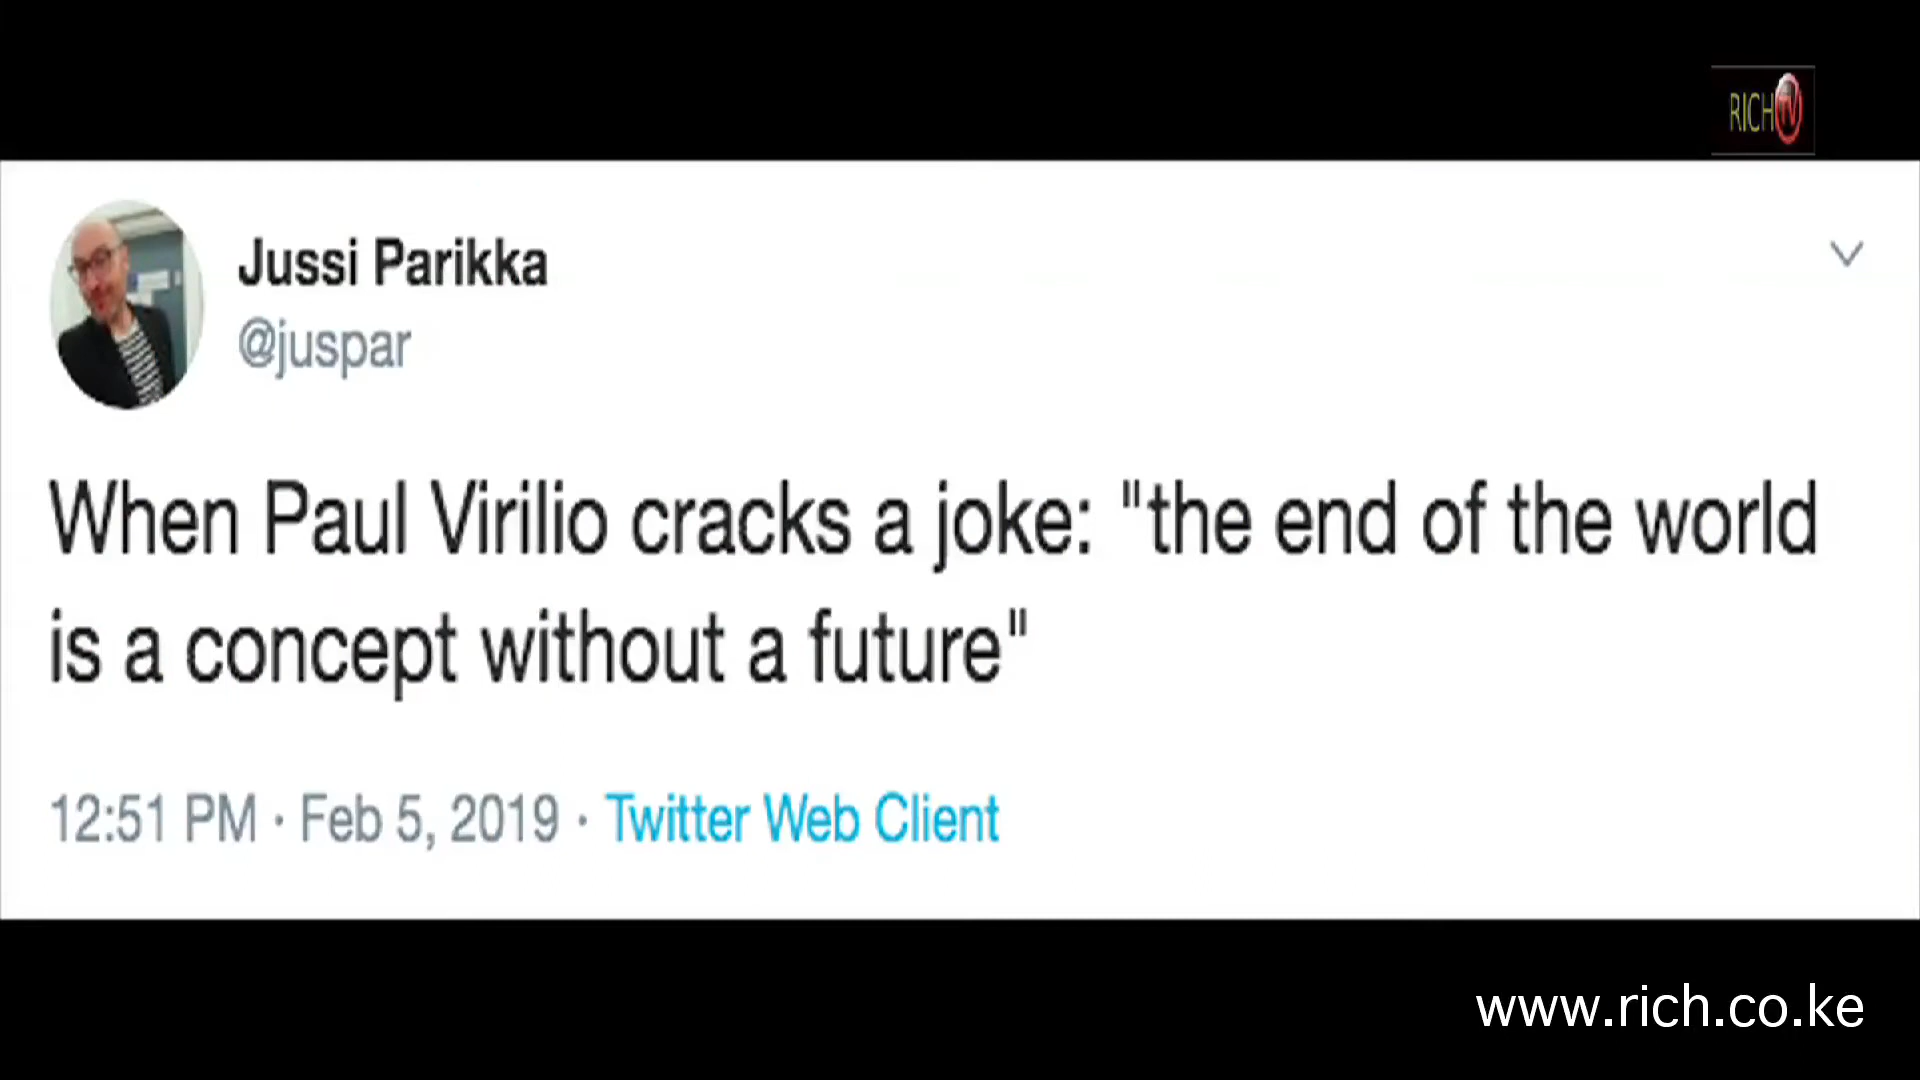 RICH TV
Jussi Parikka
@juspar
When Paul Virilio cracks a joke: "the end of the world
is a concept without a future"
12:51 PM · Feb 5, 2019 · Twitter Web Client
www.rich.co.ke